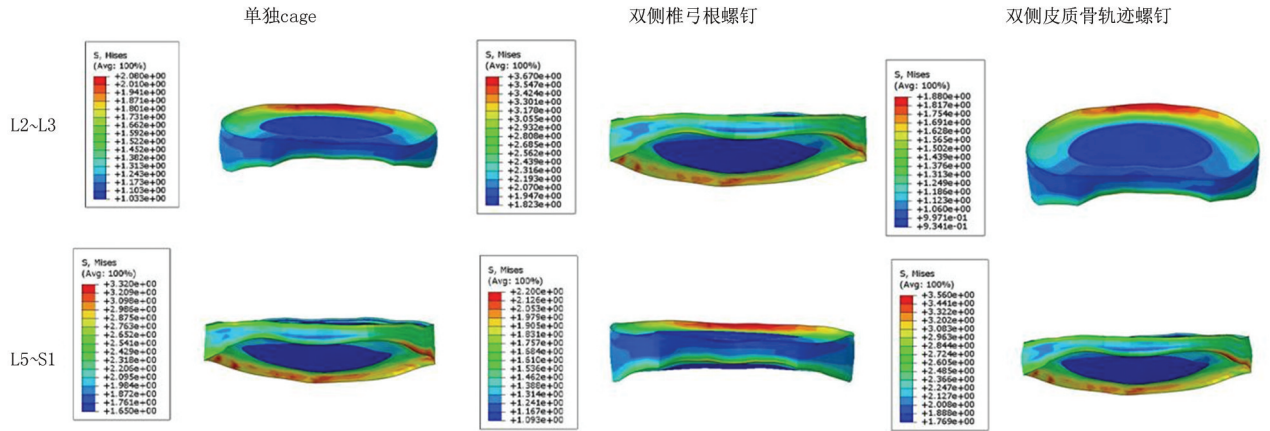 单独cage
双侧椎弓根螺钉
双侧皮质骨轨迹螺钉
L2~L3
S, Mises
(Avg: 100%)
+2.080e+00
+2.010e+00
+1.941e+00
+1.871e+00
+1.801e+00
+1.731e+00
+1.662e+00
+1.592e+00
+1.522e+00
+1.452e+00
+1.382e+00
+1.313e+00
+1.243e+00
+1.173e+00
+1.103e+00
+1.033e+00
S, Mises
(Avg: 100%)
+3.670e+00
+3.547e+00
+3.424e+00
+3.301e+00
+3.178e+00
+3.055e+00
+2.932e+00
+2.808e+00
+2.685e+00
+2.562e+00
+2.439e+00
+2.316e+00
+2.193e+00
+2.070e+00
+1.947e+00
+1.823e+00
S, Mises
(Avg: 100%)
+1.880e+00
+1.817e+00
+1.754e+00
+1.691e+00
+1.628e+00
+1.565e+00
+1.502e+00
+1.439e+00
+1.376e+00
+1.313e+00
+1.249e+00
+1.186e+00
+1.123e+00
+1.060e+00
+9.971e-01
+9.341e-01
L5~S1
S, Mises
(Avg: 100%)
+3.320e+00
+3.209e+00
+3.098e+00
+2.986e+00
+2.875e+00
+2.763e+00
+2.652e+00
+2.541e+00
+2.429e+00
+2.318e+00
+2.206e+00
+2.095e+00
+1.984e+00
+1.872e+00
+1.761e+00
+1.650e+00
S, Mises
(Avg: 100%)
+2.200e+00
+2.126e+00
+2.053e+00
+1.979e+00
+1.905e+00
+1.831e+00
+1.757e+00
+1.684e+00
+1.610e+00
+1.536e+00
+1.462e+00
+1.388e+00
+1.314e+00
+1.241e+00
+1.167e+00
+1.093e+00
S, Mises
(Avg: 100%)
+3.560e+00
+3.441e+00
+3.322e+00
+3.202e+00
+3.083e+00
+2.963e+00
+2.844e+00
+2.724e+00
+2.605e+00
+2.485e+00
+2.366e+00
+2.247e+00
+2.127e+00
+2.008e+00
+1.888e+00
+1.769e+00